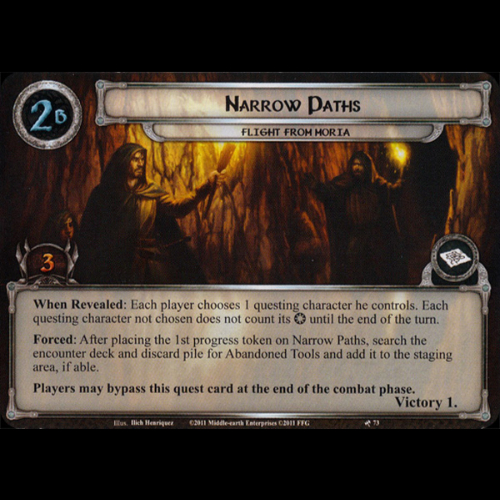 2B
NARROW PATHS
FLIGHT FROM MORIA
3
When Revealed: Each player chooses 1 questing character he controls. Each
questing character not chosen does not count its until the end of the turn.
Forced: After placing the 1st progress token on Narrow Paths, search the
encounter deck and discard pile for Abandoned Tools and add it to the staging
area, if able.
Players may bypass this quest card at the end of the combat phase.
Victory 1.
Illus. Ilich Henriquez ©2011 Middle-earth Enterprises ©2011 FFG 73